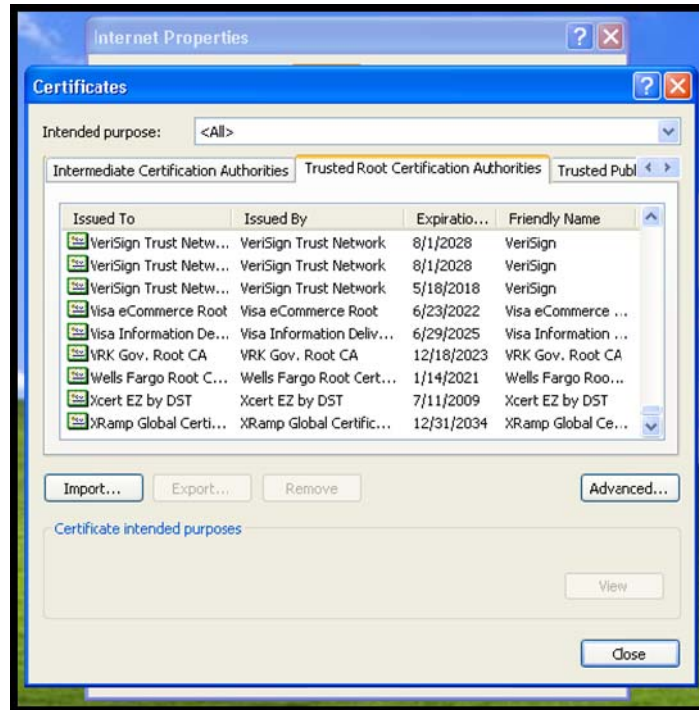 Internet Properties
Certificates
Intended purpose: <All>
Intermediate Certification Authorities Trusted Root Certification Authorities Trusted Publ
Issued To Issued By Expiratio... Friendly Name
VeriSign Trust Netw... VeriSign Trust Network 8/1/2028 VeriSign
VeriSign Trust Netw... VeriSign Trust Network 8/1/2028 VeriSign
VeriSign Trust Netw... VeriSign Trust Network 5/18/2018 VeriSign
Visa eCommerce Root Visa eCommerce Root 6/23/2022 Visa eCommerce ...
Visa Information De... Visa Information Deliv... 6/29/2025 Visa Information ...
VRK Gov. Root CA VRK Gov. Root CA 12/18/2023 VRK Gov. Root CA
Wells Fargo Root C... Wells Fargo Root Cert... 1/14/2021 Wells Fargo Roo...
Xcert EZ by DST Xcert EZ by DST 7/11/2009 Xcert EZ by DST
XRamp Global Certi... XRamp Global Certific... 12/31/2034 XRamp Global Ce...
Import... Export... Remove Advanced...
Certificate intended purposes
View
Close